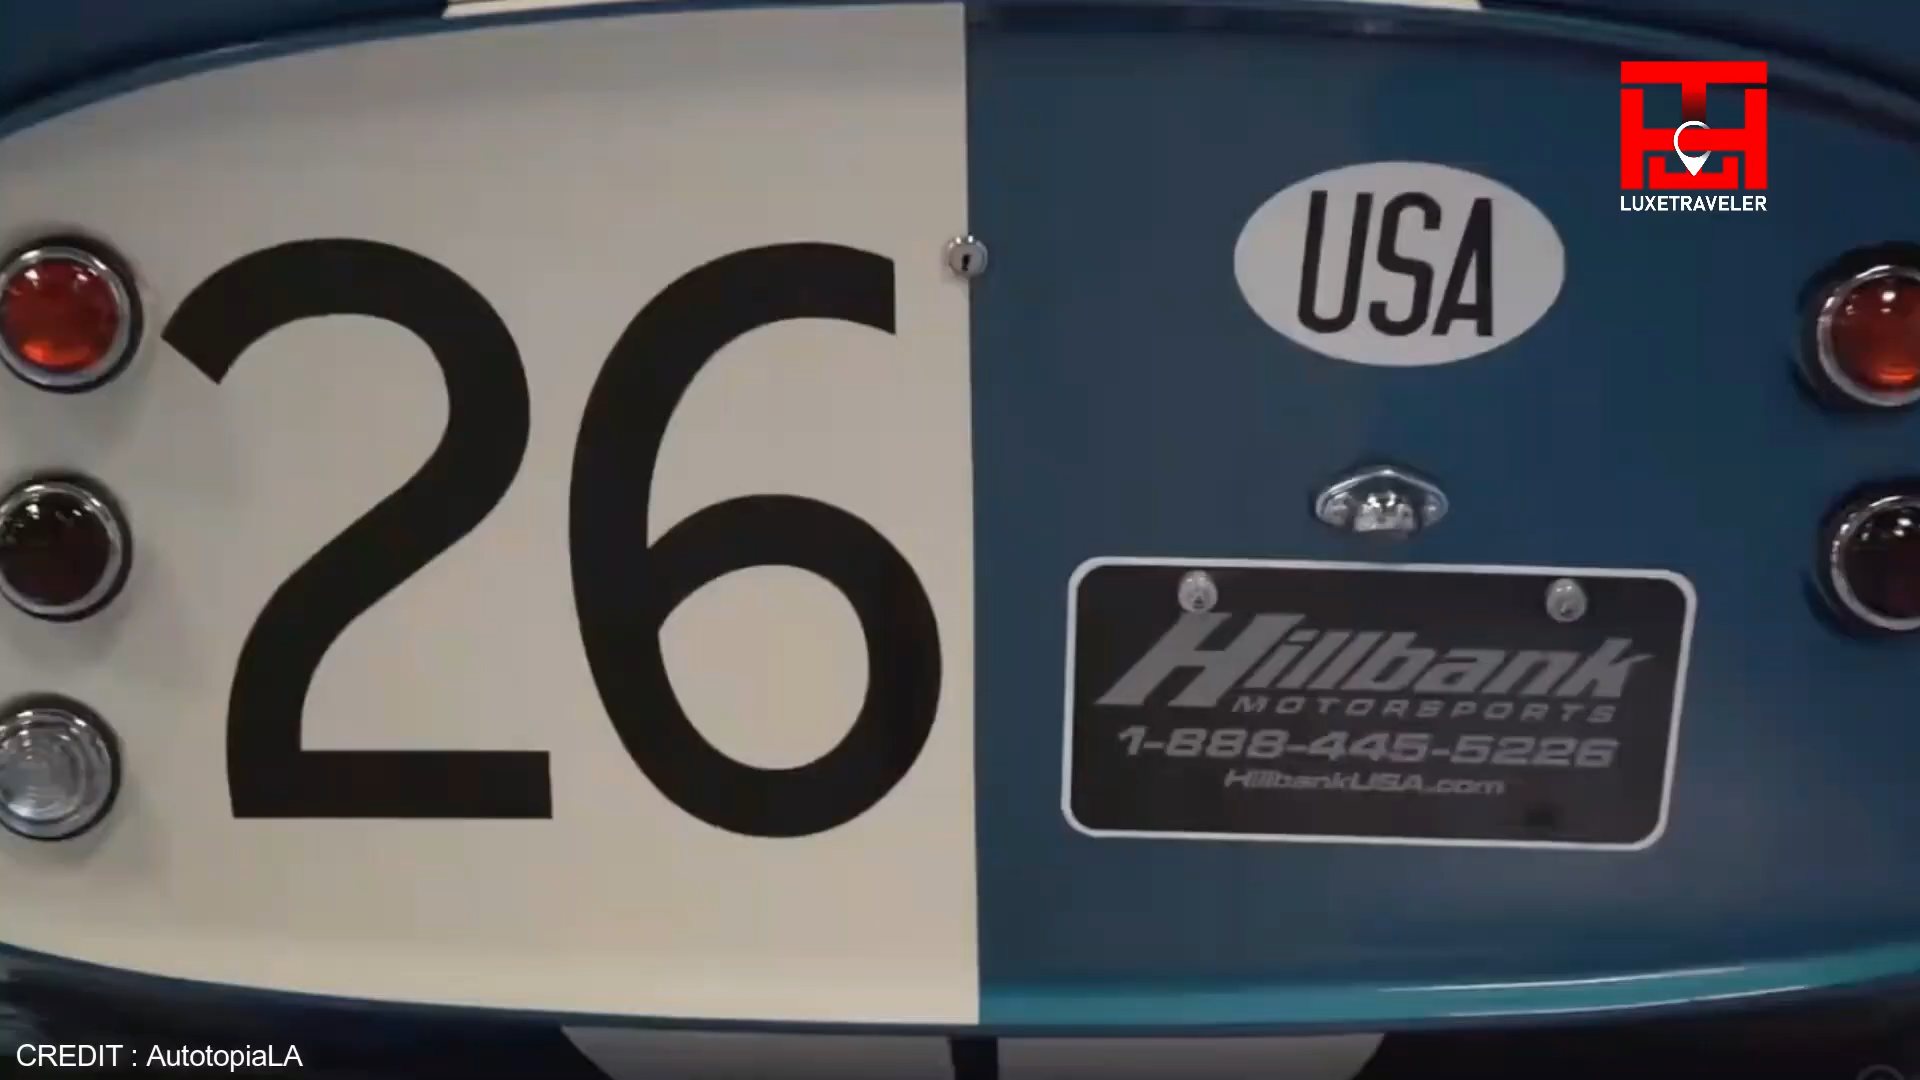 26
USA
LUXETRAVELER
Hillbank
MOTORSPORTS
1-888-445-5226
HillbankUSA.com
CREDIT : AutotopiaLA